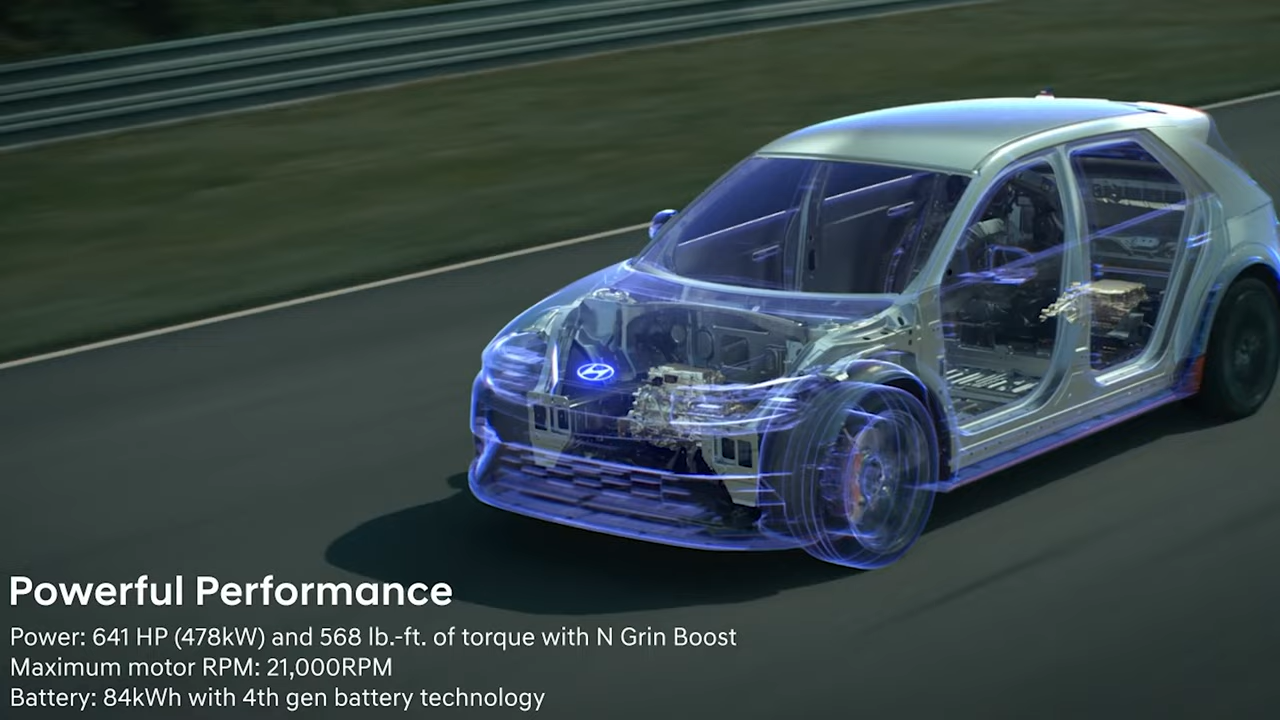 Powerful Performance
Power: 641 HP (478kW) and 568 lb.-ft. of torque with N Grin Boost
Maximum motor RPM: 21,000RPM
Battery: 84kWh with 4th gen battery technology